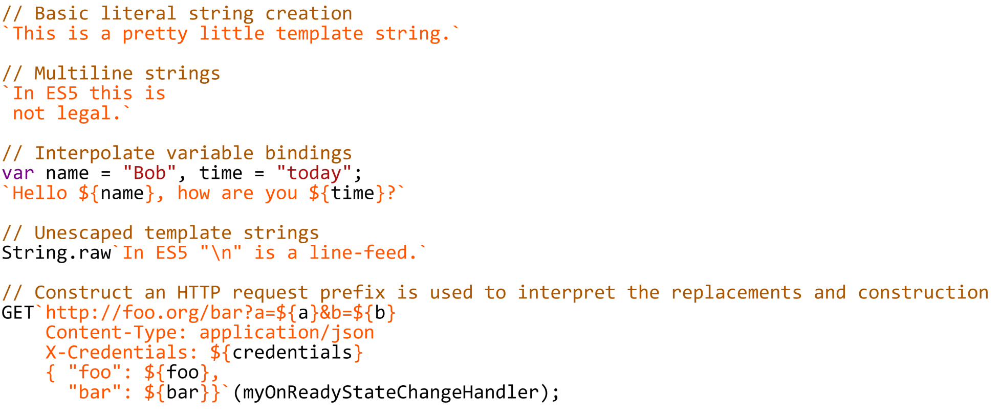 // Basic literal string creation
`This is a pretty little template string.`

// Multiline strings
`In ES5 this is
 not legal.`

// Interpolate variable bindings
var name = "Bob", time = "today";
`Hello ${name}, how are you ${time}?`

// Unescaped template strings
String.raw`In ES5 "\n" is a line-feed.`

// Construct an HTTP request prefix is used to interpret the replacements and construction
GET`http://foo.org/bar?a=${a}&b=${b}
    Content-Type: application/json
    X-Credentials: ${credentials}
    { "foo": ${foo},
      "bar": ${bar}}`(myOnReadyStateChangeHandler);